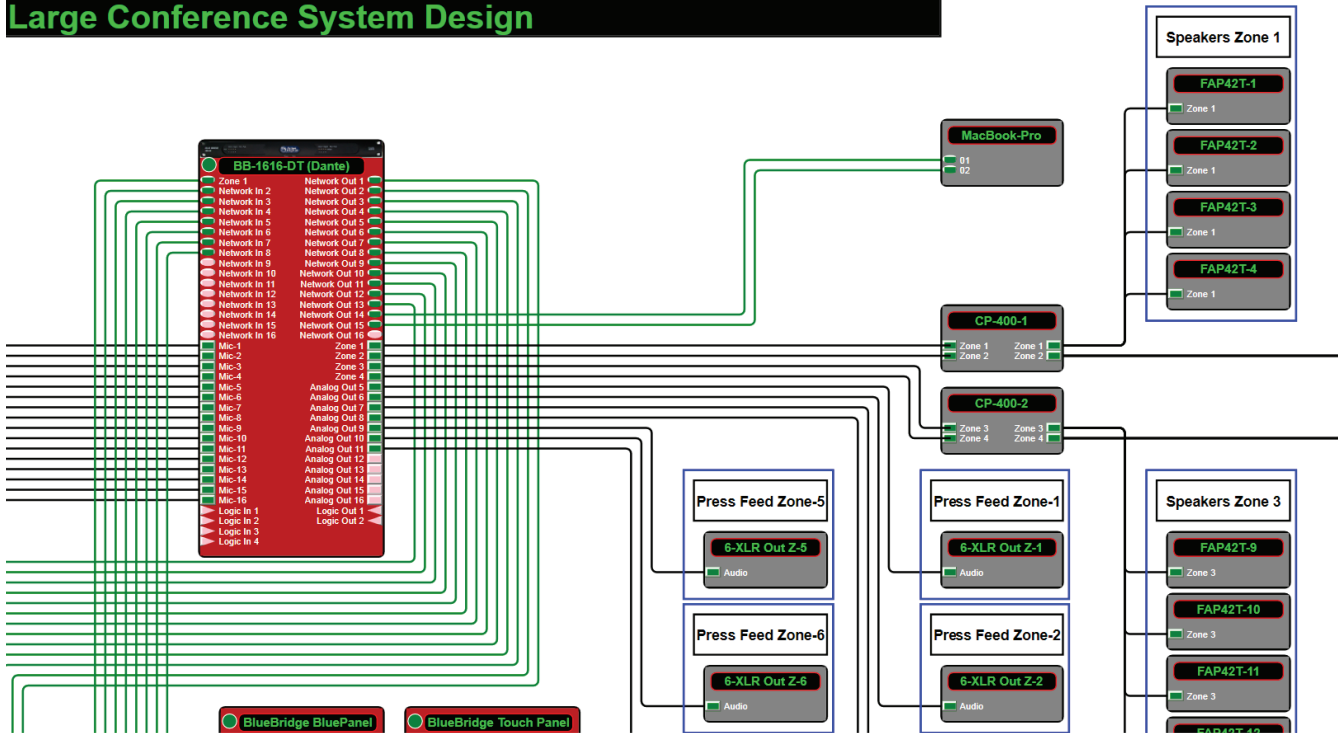 Large Conference System Design
BB-1616-DT (Dante)
Zone 1 Network Out 1
Network In 2 Network Out 2
Network In 3 Network Out 3
Network In 4 Network Out 4
Network In 5 Network Out 5
Network In 6 Network Out 6
Network In 7 Network Out 7
Network In 8 Network Out 8
Network In 9 Network Out 9
Network In 10 Network Out 10
Network In 11 Network Out 11
Network In 12 Network Out 12
Network In 13 Network Out 13
Network In 14 Network Out 14
Network In 15 Network Out 15
Network In 16 Network Out 16
Mic-1 Zone 1
Mic-2 Zone 2
Mic-3 Zone 3
Mic-4 Zone 4
Mic-5 Analog Out 5
Mic-6 Analog Out 6
Mic-7 Analog Out 7
Mic-8 Analog Out 8
Mic-9 Analog Out 9
Mic-10 Analog Out 10
Mic-11 Analog Out 11
Mic-12 Analog Out 12
Mic-13 Analog Out 13
Mic-14 Analog Out 14
Mic-15 Analog Out 15
Mic-16 Analog Out 16
Logic In 1 Logic Out 1
Logic In 2 Logic Out 2
Logic In 3
Logic In 4
BlueBridge BluePanel
BlueBridge Touch Panel
MacBook-Pro
01
02
CP-400-1
Zone 1 Zone 1
Zone 2 Zone 2
CP-400-2
Zone 3 Zone 3
Zone 4 Zone 4
Press Feed Zone-5
6-XLR Out Z-5
Audio
Press Feed Zone-6
6-XLR Out Z-6
Audio
Press Feed Zone-1
6-XLR Out Z-1
Audio
Press Feed Zone-2
6-XLR Out Z-2
Audio
Speakers Zone 1
FAP42T-1
Zone 1
FAP42T-2
Zone 1
FAP42T-3
Zone 1
FAP42T-4
Zone 1
Speakers Zone 3
FAP42T-9
Zone 3
FAP42T-10
Zone 3
FAP42T-11
Zone 3
FAP42T-12